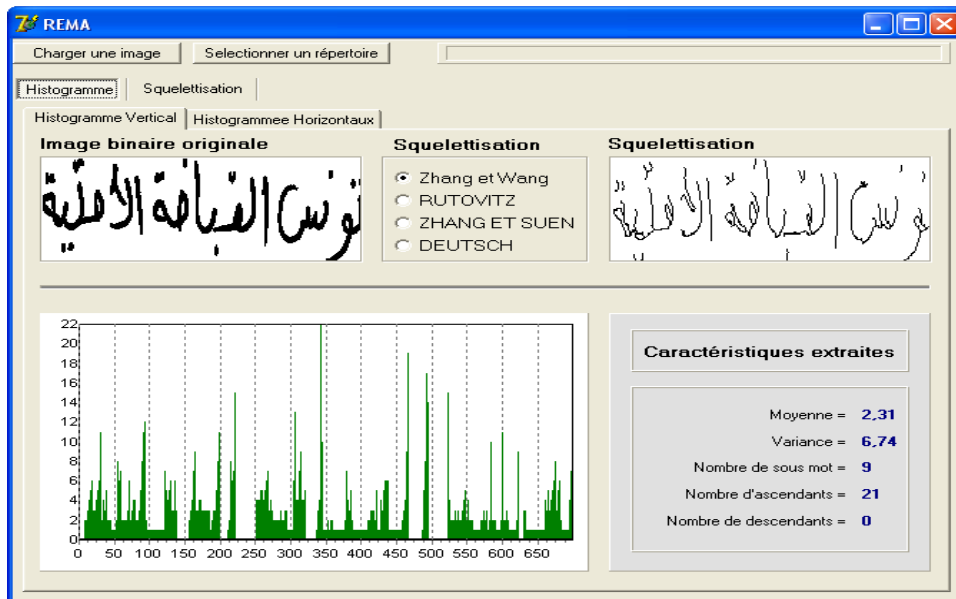 REMA
Charger une image Selectionner un répertoire
Histogramme Squelettisation
Histogramme Vertical Histogrammee Horizontaux
Image binaire originale Squelettisation Squelettisation
Zhang et Wang
RUTOVITZ
ZHANG ET SUEN
DEUTSCH
تونس الضيافة الأصلية
22
20
18
16
14
12
10
8
6
4
2
0
0 50 100 150 200 250 300 350 400 450 500 550 600 650
Caractéristiques extraites
Moyenne = 2,31
Variance = 6,74
Nombre de sous mot = 9
Nombre d'ascendants = 21
Nombre de descendants = 0